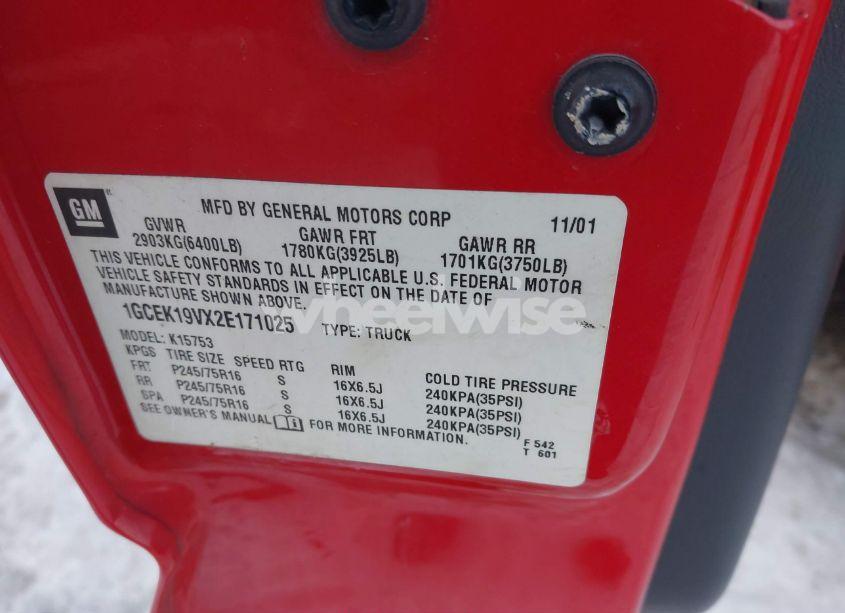 GM
MFD BY GENERAL MOTORS CORP 11/01
GVWR GAWR FRT GAWR RR
2903KG(6400LB) 1780KG(3925LB) 1701KG(3750LB)
THIS VEHICLE CONFORMS TO ALL APPLICABLE U.S. FEDERAL MOTOR
VEHICLE SAFETY STANDARDS IN EFFECT ON THE DATE OF
MANUFACTURE SHOWN ABOVE.
1GCEK19VX2E171025 TYPE: TRUCK
MODEL: K15753
KPGS TIRE SIZE SPEED RTG RIM COLD TIRE PRESSURE
FRT P245/75R16 S 16X6.5J 240KPA(35PSI)
RR P245/75R16 S 16X6.5J 240KPA(35PSI)
SPA P245/75R16 S 16X6.5J 240KPA(35PSI)
SEE OWNER'S MANUAL FOR MORE INFORMATION.
F 542
T 601
wheelwise